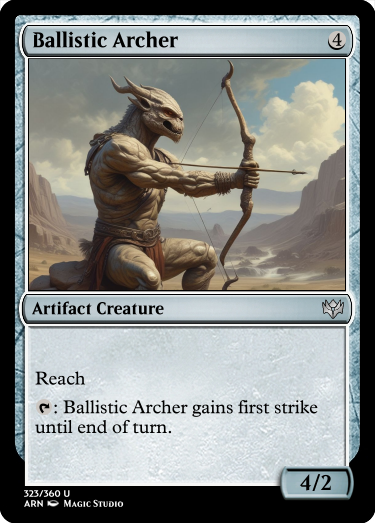 Ballistic Archer 4
Artifact Creature
Reach
: Ballistic Archer gains first strike
until end of turn.
4/2
323/360 U
ARN Magic Studio